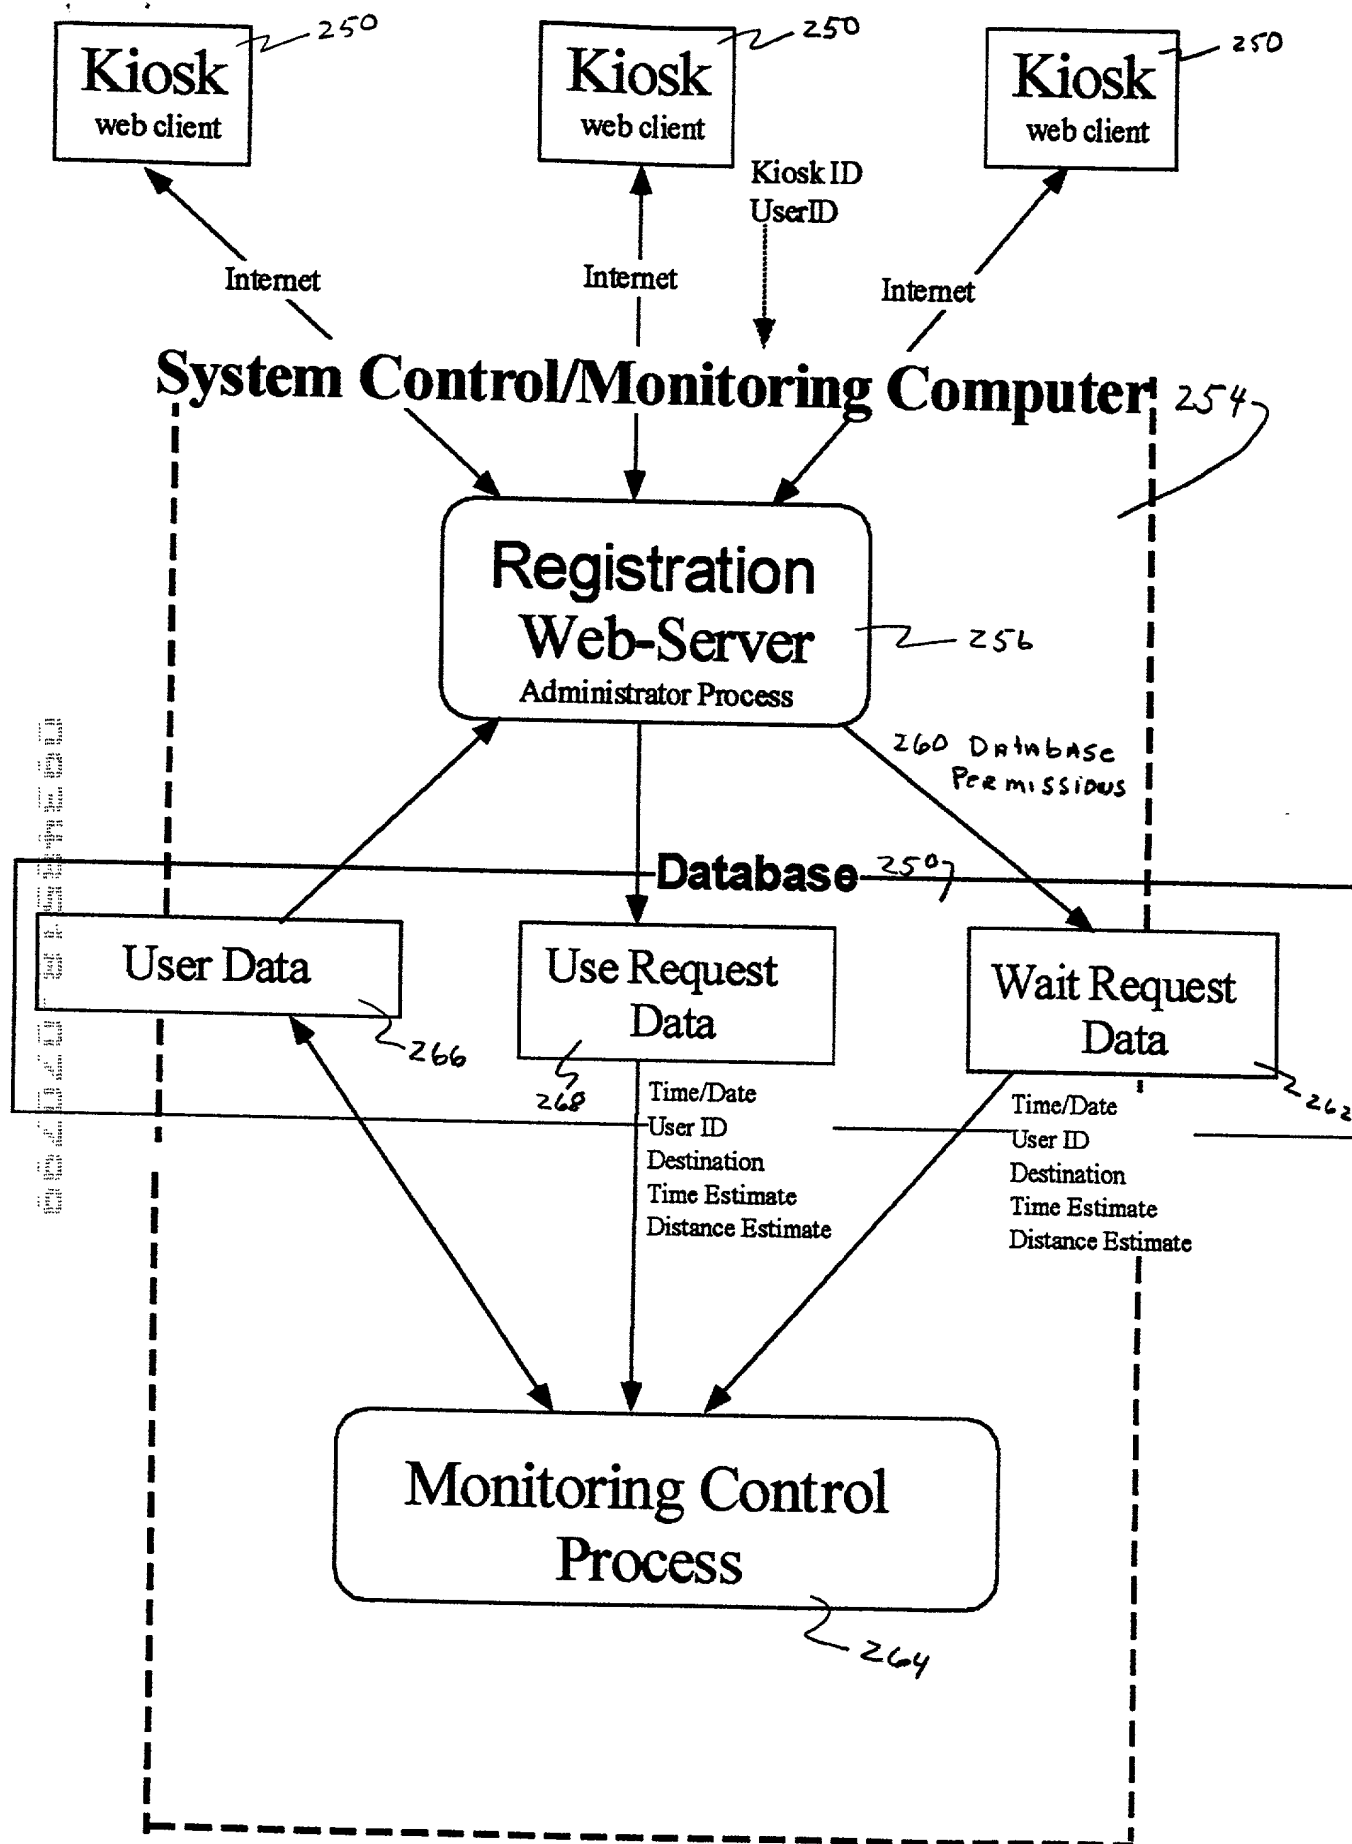 250
250
250
Kiosk
web client
Kiosk
web client
Kiosk
web client
Kiosk ID
UserID
Internet
Internet
Internet
System Control/Monitoring Computer
254
Registration
Web-Server
Administrator Process
256
260 DATABASE
PERMISSIONS
Database
250
User Data
266
Use Request
Data
268
Wait Request
Data
262
Time/Date
User ID
Destination
Time Estimate
Distance Estimate
Time/Date
User ID
Destination
Time Estimate
Distance Estimate
Monitoring Control
Process
264